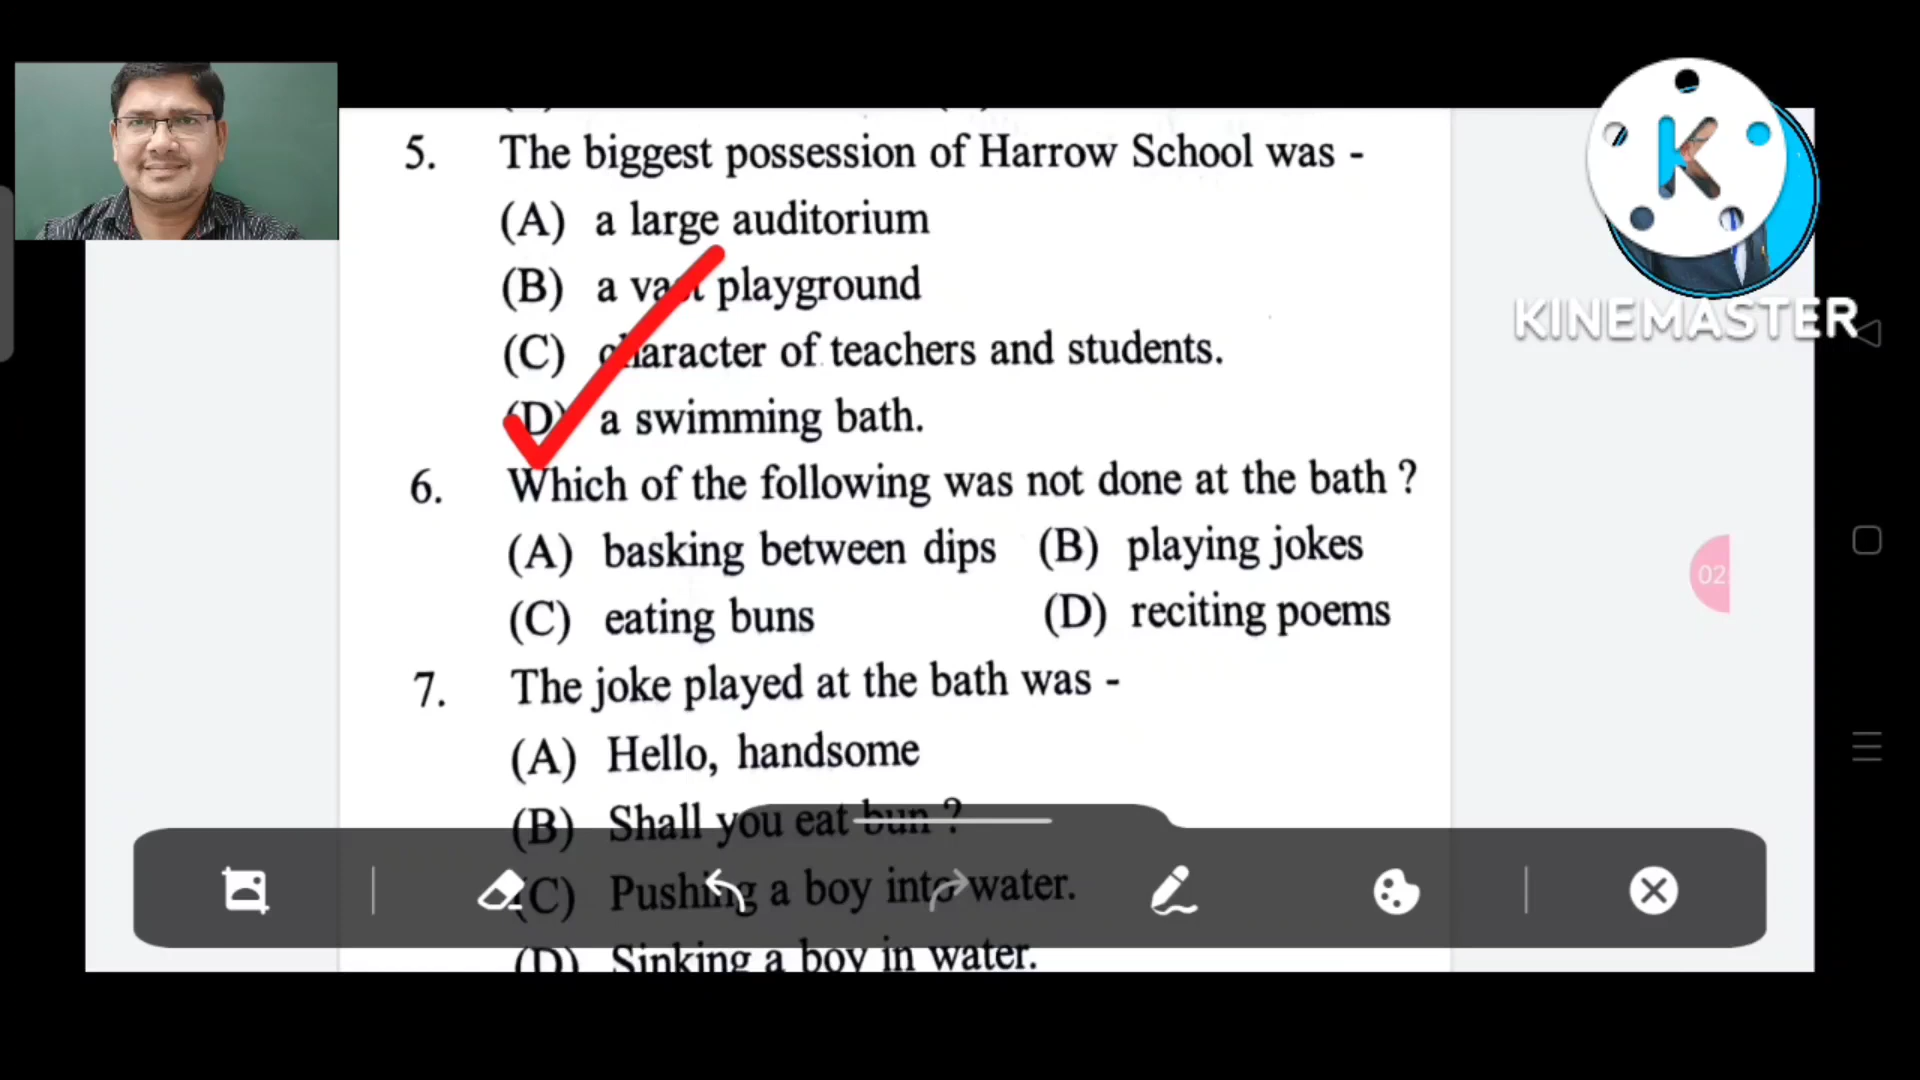 5. The biggest possession of Harrow School was -
(A) a large auditorium
(B) a vast playground
(C) character of teachers and students.
(D) a swimming bath.
6. Which of the following was not done at the bath ?
(A) basking between dips (B) playing jokes
(C) eating buns (D) reciting poems
7. The joke played at the bath was -
(A) Hello, handsome
(B) Shall you eat bun ?
(C) Pushing a boy into water.
(D) Sinking a boy in water.
K
KINEMASTER
02